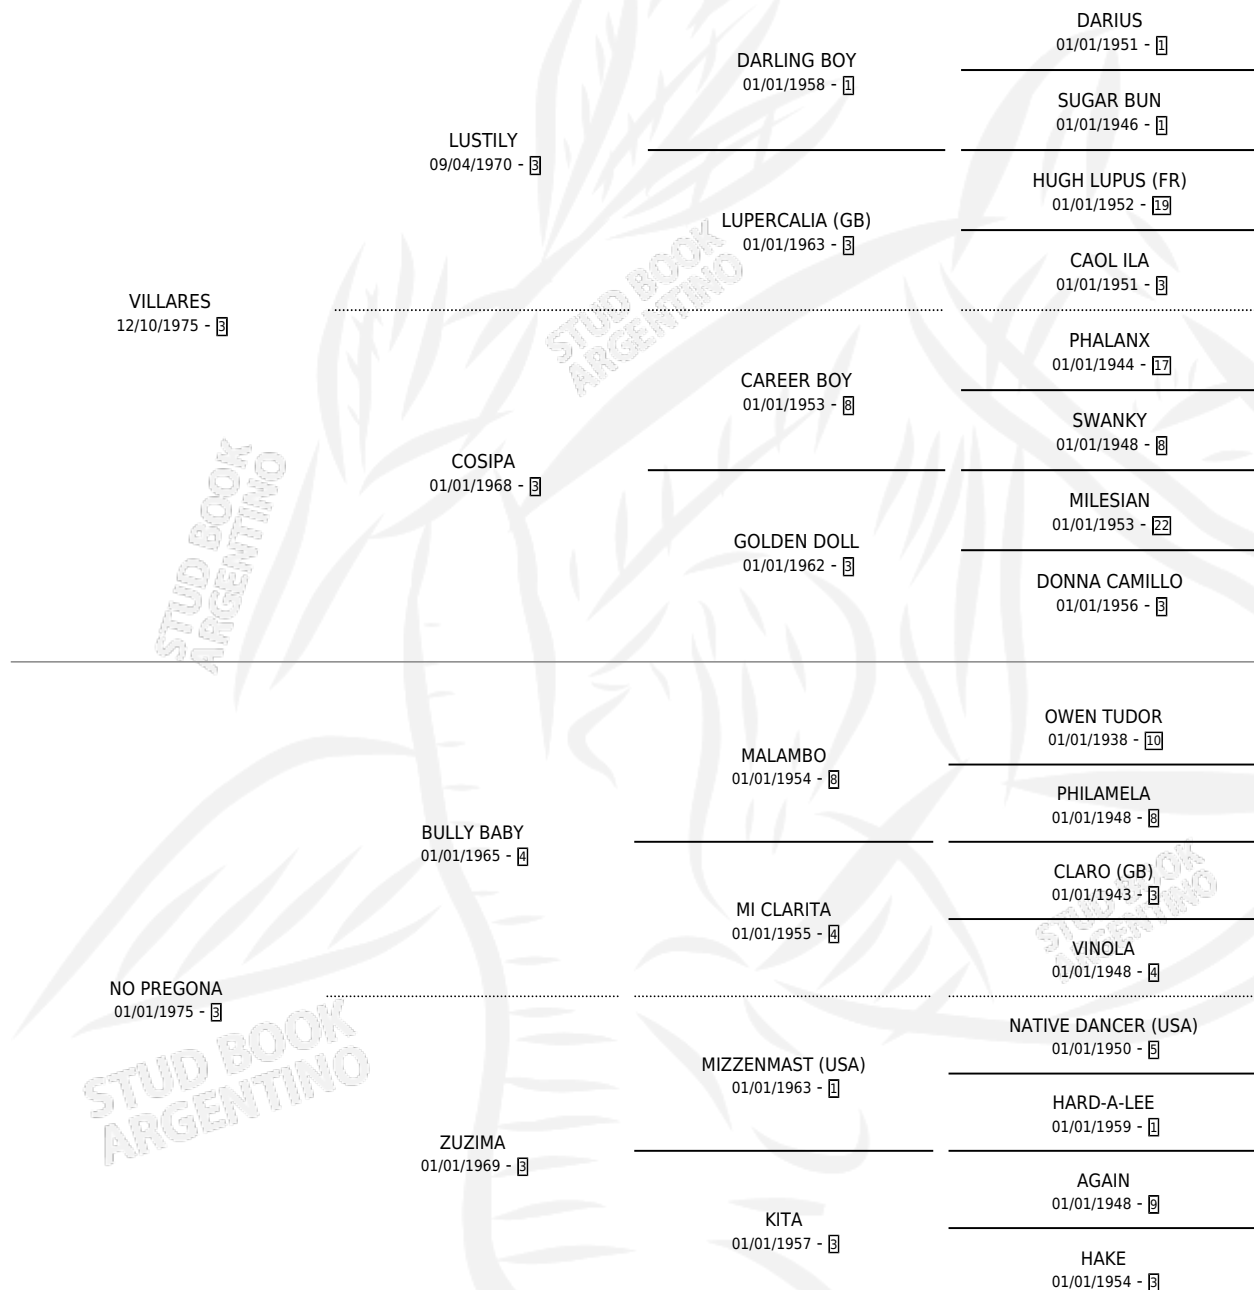 DARIUS
01/01/1951 - 1
DARLING BOY
01/01/1958 - 1
SUGAR BUN
01/01/1946 - 1
LUSTILY
09/04/1970 - 3
HUGH LUPUS (FR)
01/01/1952 - 19
LUPERCALIA (GB)
01/01/1963 - 3
CAOL ILA
01/01/1951 - 3
VILLARES
12/10/1975 - 3
PHALANX
01/01/1944 - 17
CAREER BOY
01/01/1953 - 8
SWANKY
01/01/1948 - 8
COSIPA
01/01/1968 - 3
MILESIAN
01/01/1953 - 22
GOLDEN DOLL
01/01/1962 - 3
DONNA CAMILLO
01/01/1956 - 3
OWEN TUDOR
01/01/1938 - 10
MALAMBO
01/01/1954 - 8
PHILAMELA
01/01/1948 - 8
BULLY BABY
01/01/1965 - 4
CLARO (GB)
01/01/1943 - 3
MI CLARITA
01/01/1955 - 4
VINOLA
01/01/1948 - 4
NO PREGONA
01/01/1975 - 3
NATIVE DANCER (USA)
01/01/1950 - 5
MIZZENMAST (USA)
01/01/1963 - 1
HARD-A-LEE
01/01/1959 - 1
ZUZIMA
01/01/1969 - 3
AGAIN
01/01/1948 - 9
KITA
01/01/1957 - 3
HAKE
01/01/1954 - 3
STUD BOOK
ARGENTINO
STUD BOOK
ARGENTINO
STUD BOOK
ARGENTINO
STUD BOOK
ARGENTINO